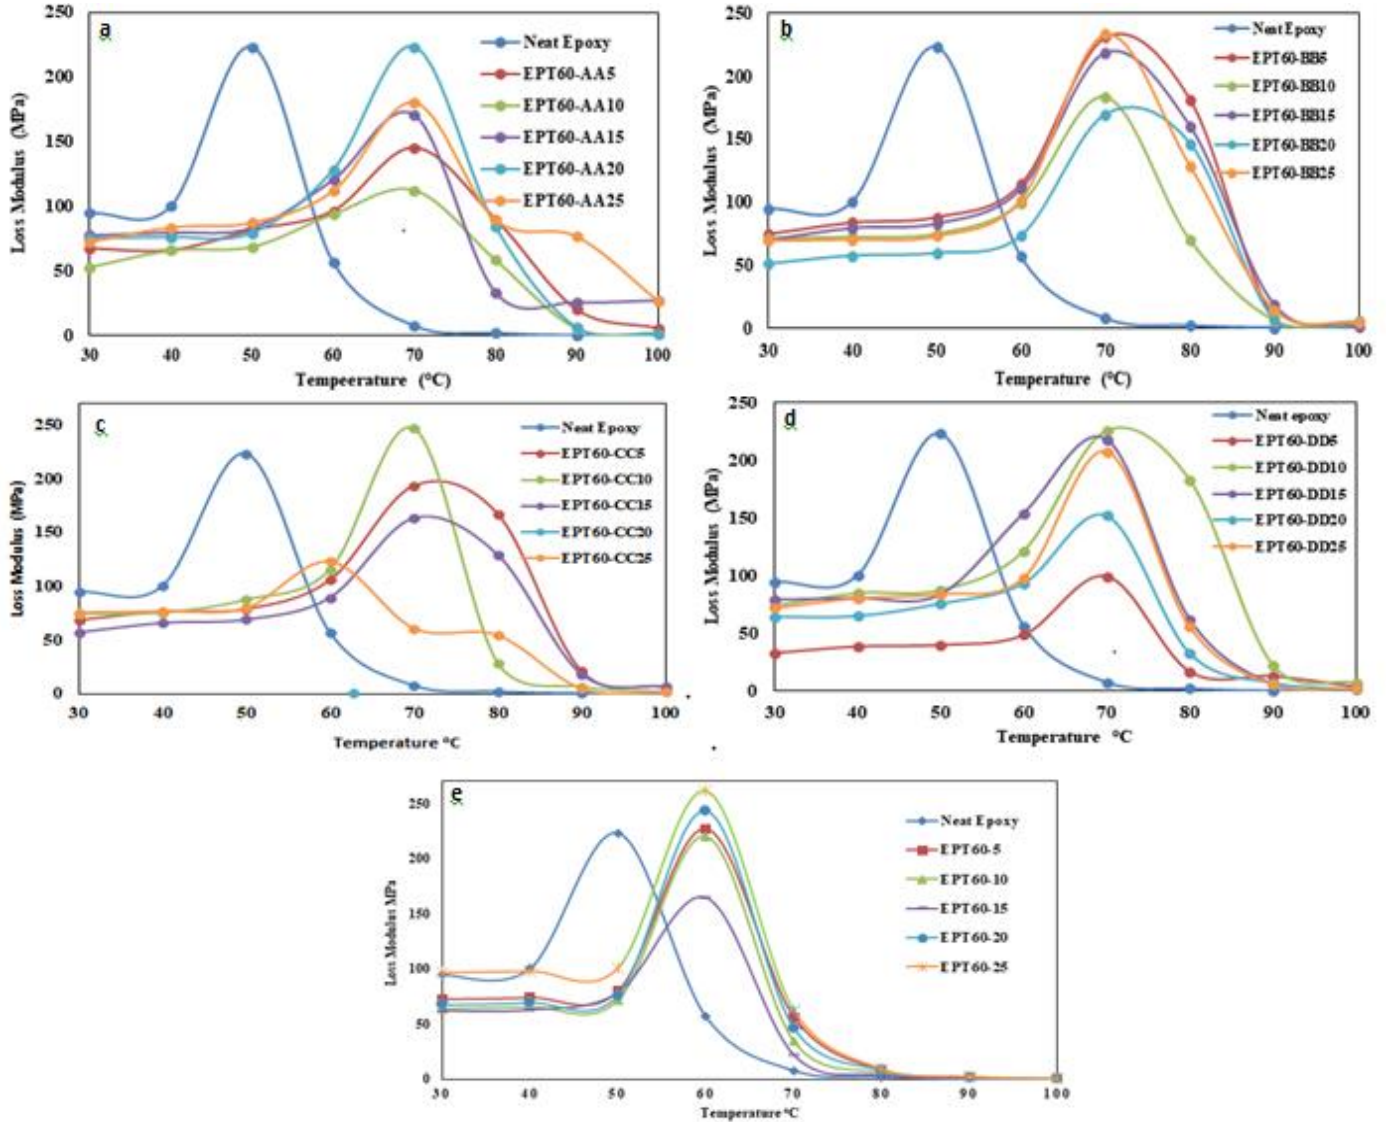 a
Loss Modulus (MPa)
250
200
150
100
50
0
30 40 50 60 70 80 90 100
Tempeerature (°C)
Neat Epoxy
EPT60-AA5
EPT60-AA10
EPT60-AA15
EPT60-AA20
EPT60-AA25
b
Loss Modulus (MPa)
250
200
150
100
50
0
30 40 50 60 70 80 90 100
Temperature (°C)
Neat Epoxy
EPT60-BB5
EPT60-BB10
EPT60-BB15
EPT60-BB20
EPT60-BB25
c
Loss Modulus (MPa)
250
200
150
100
50
0
30 40 50 60 70 80 90 100
Temperature °C
Neat Epoxy
EPT60-CC5
EPT60-CC10
EPT60-CC15
EPT60-CC20
EPT60-CC25
d
Loss Modulus (MPa)
250
200
150
100
50
0
30 40 50 60 70 80 90 100
Temperature °C
Neat epoxy
EPT60-DD5
EPT60-DD10
EPT60-DD15
EPT60-DD20
EPT60-DD25
e
Loss Modulus MPa
250
200
150
100
50
0
30 40 50 60 70 80 90 100
Temperature °C
Neat Epoxy
EPT60-5
EPT60-10
EPT60-15
EPT60-20
EPT60-25